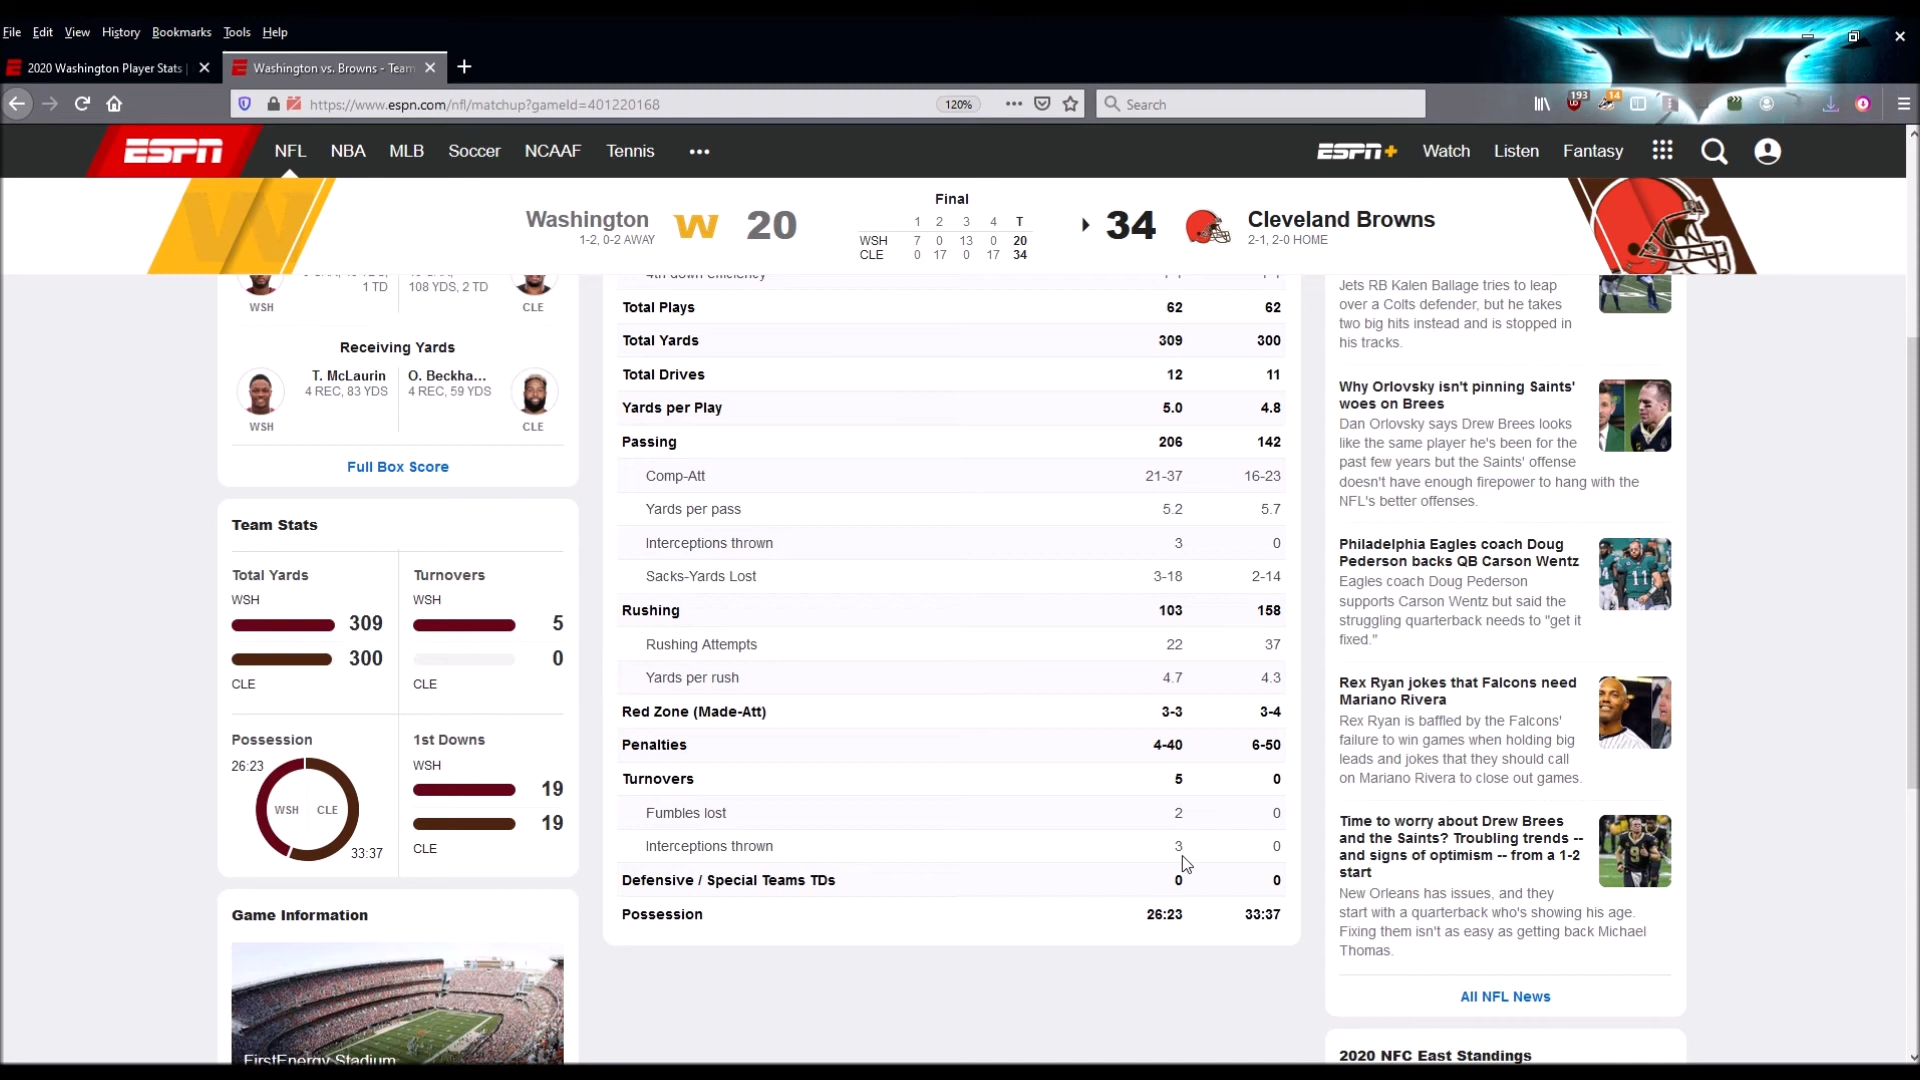 File Edit View History Bookmarks Tools Help
2020 Washington Player Stats |
Washington vs. Browns - Team
https://www.espn.com/nfl/matchup?gameId=401220168
120%
Search
193
14
ESPN NFL NBA MLB Soccer NCAAF Tennis
ESPN+ Watch Listen Fantasy
Washington
1-2, 0-2 AWAY
W
20
Final
1 2 3 4 T
WSH 7 0 13 0 20
CLE 0 17 0 17 34
34
Cleveland Browns
2-1, 2-0 HOME
1 TD
108 YDS, 2 TD
WSH
CLE
Receiving Yards
T. McLaurin
4 REC, 83 YDS
O. Beckha...
4 REC, 59 YDS
WSH
CLE
Full Box Score
Team Stats
Total Yards
WSH
309
300
CLE
Turnovers
WSH
5
0
CLE
Possession
26:23
WSH CLE
33:37
1st Downs
WSH
19
19
CLE
Game Information
FirstEnergy Stadium
4th down efficiency 1-1 1-1
Total Plays 62 62
Total Yards 309 300
Total Drives 12 11
Yards per Play 5.0 4.8
Passing 206 142
Comp-Att 21-37 16-23
Yards per pass 5.2 5.7
Interceptions thrown 3 0
Sacks-Yards Lost 3-18 2-14
Rushing 103 158
Rushing Attempts 22 37
Yards per rush 4.7 4.3
Red Zone (Made-Att) 3-3 3-4
Penalties 4-40 6-50
Turnovers 5 0
Fumbles lost 2 0
Interceptions thrown 3 0
Defensive / Special Teams TDs 0 0
Possession 26:23 33:37
Jets RB Kalen Ballage tries to leap
over a Colts defender, but he takes
two big hits instead and is stopped in
his tracks.
Why Orlovsky isn't pinning Saints'
woes on Brees
Dan Orlovsky says Drew Brees looks
like the same player he's been for the
past few years but the Saints' offense
doesn't have enough firepower to hang with the
NFL's better offenses.
Philadelphia Eagles coach Doug
Pederson backs QB Carson Wentz
Eagles coach Doug Pederson
supports Carson Wentz but said the
struggling quarterback needs to "get it
fixed."
Rex Ryan jokes that Falcons need
Mariano Rivera
Rex Ryan is baffled by the Falcons'
failure to win games when holding big
leads and jokes that they should call
on Mariano Rivera to close out games.
Time to worry about Drew Brees
and the Saints? Troubling trends --
and signs of optimism -- from a 1-2
start
New Orleans has issues, and they
start with a quarterback who's showing his age.
Fixing them isn't as easy as getting back Michael
Thomas.
All NFL News
2020 NFC East Standings